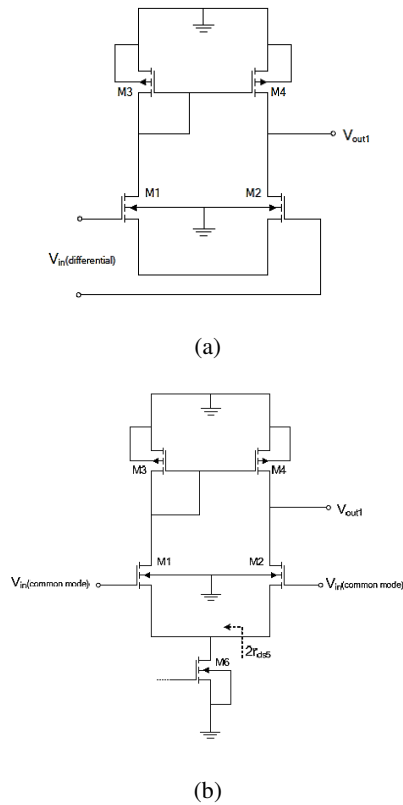 M3
M4
Vout1
M1
M2
Vin(differential)
(a)
M3
M4
Vout1
M1
M2
Vin(common mode)
Vin(common mode)
2rds5
M6
(b)